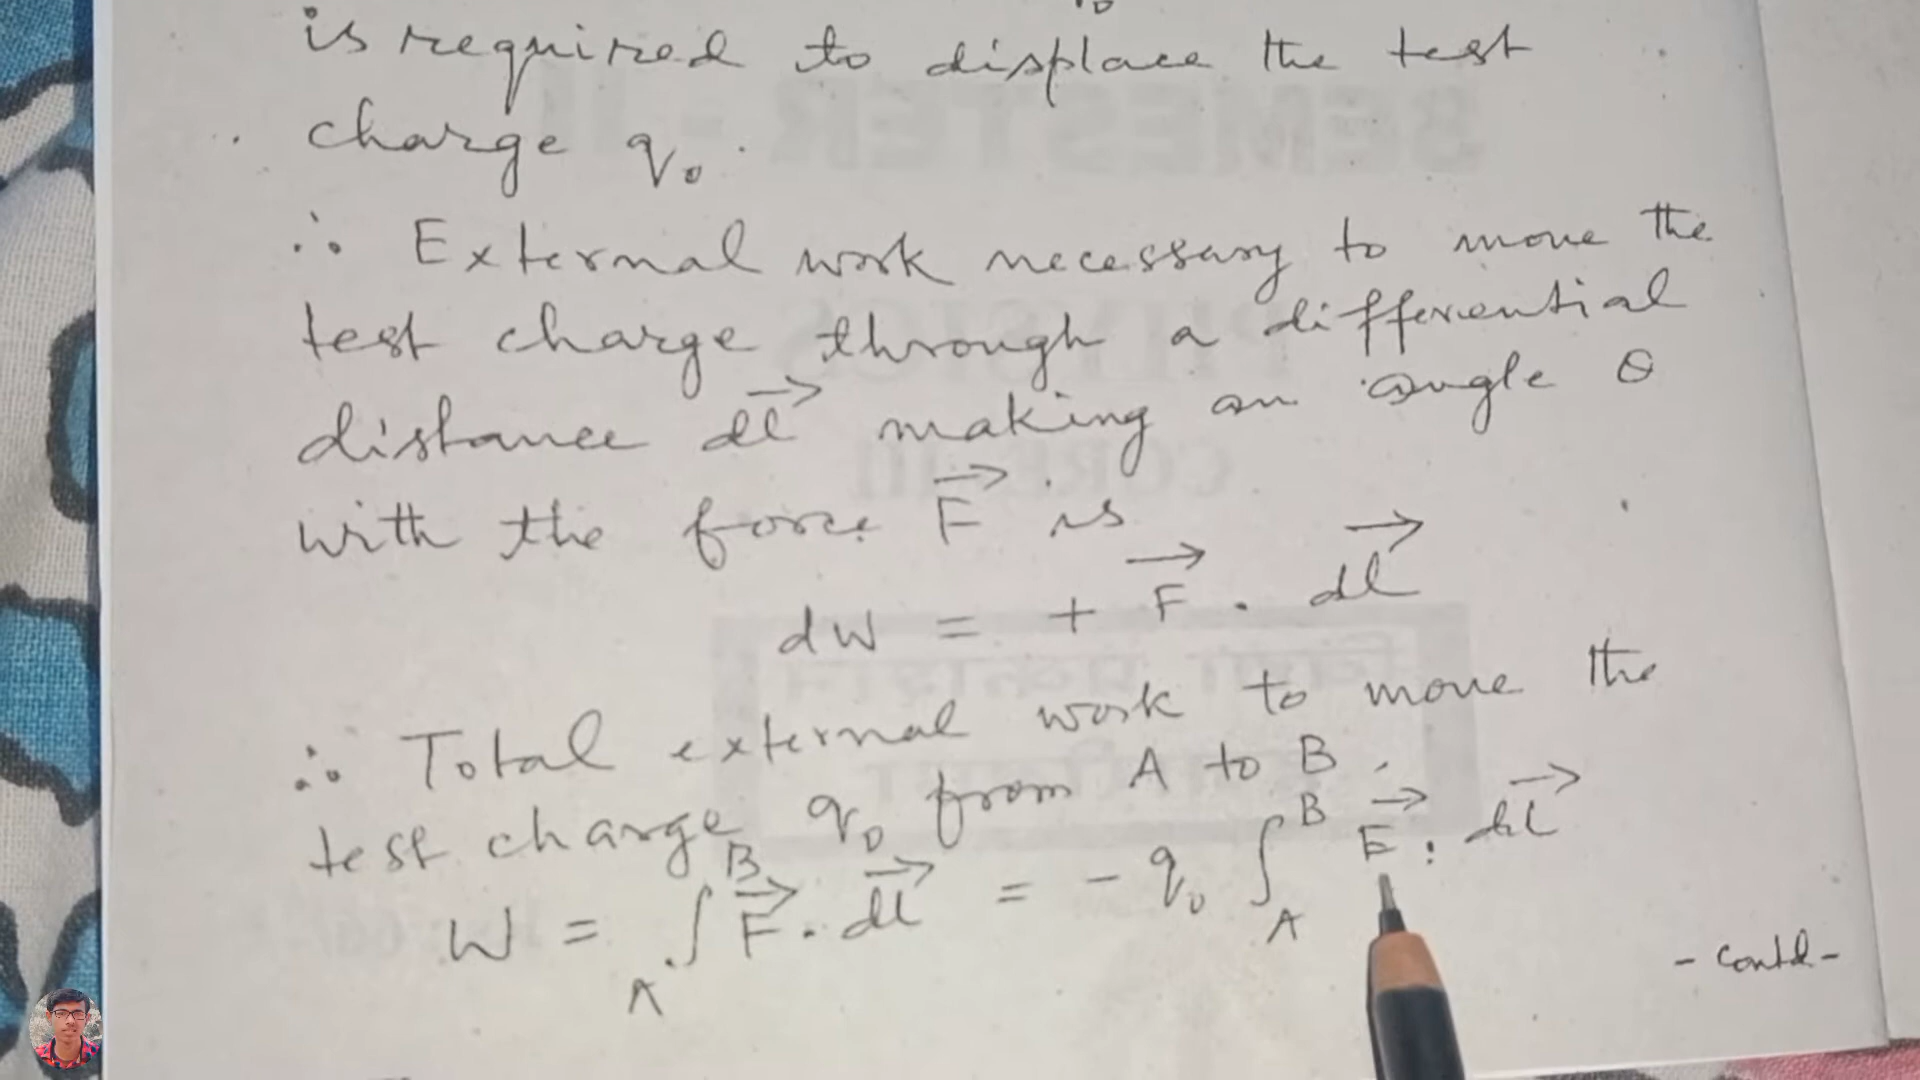 is required to displace the test
charge q₀.
∴ External work necessary to move the
test charge through a differential
distance d͞l⃗ making an angle θ
with the force F⃗ is
dW = + F⃗ . dl⃗
∴ Total external work to move the
test charge q₀ from A to B.
W = ∫_A^B F⃗ . dl⃗ = - q₀ ∫_A^B E⃗ . dl⃗
- Contd -